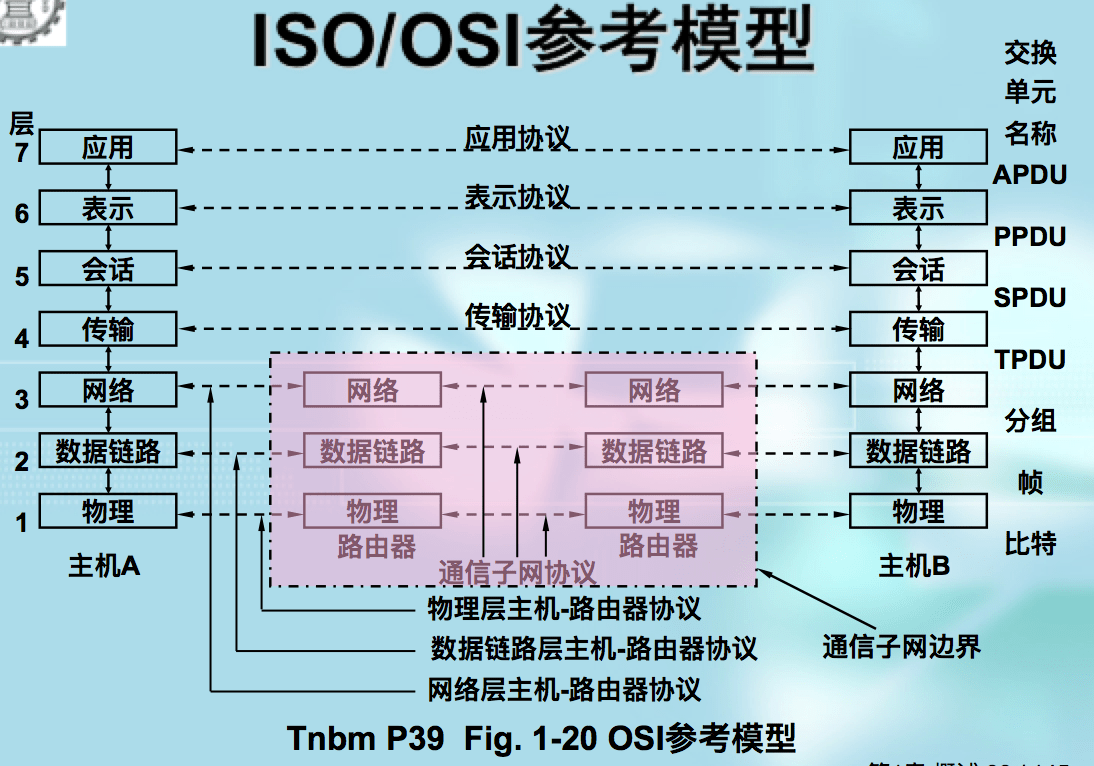 ISO/OSI参考模型
交换
单元
名称
层
7 应用 应用协议 应用 APDU
6 表示 表示协议 表示 PPDU
5 会话 会话协议 会话 SPDU
4 传输 传输协议 传输 TPDU
3 网络 网络 网络 网络 分组
2 数据链路 数据链路 数据链路 数据链路 帧
1 物理 物理 物理 物理 比特
主机A 路由器 路由器 主机B
通信子网协议
物理层主机-路由器协议
数据链路层主机-路由器协议
通信子网边界
网络层主机-路由器协议
Tnbm P39 Fig. 1-20 OSI参考模型